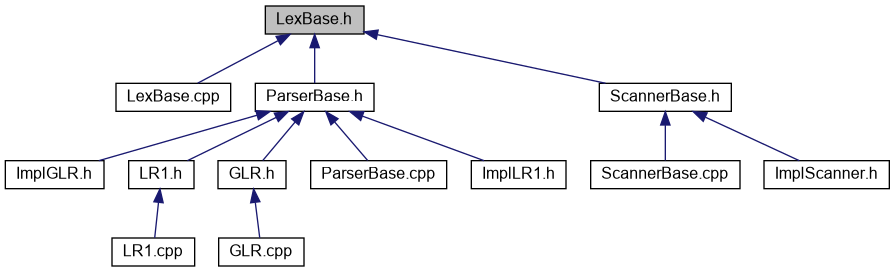 LexBase.h
LexBase.cpp
ParserBase.h
ScannerBase.h
ImplGLR.h
LR1.h
GLR.h
ParserBase.cpp
ImplLR1.h
ScannerBase.cpp
ImplScanner.h
LR1.cpp
GLR.cpp